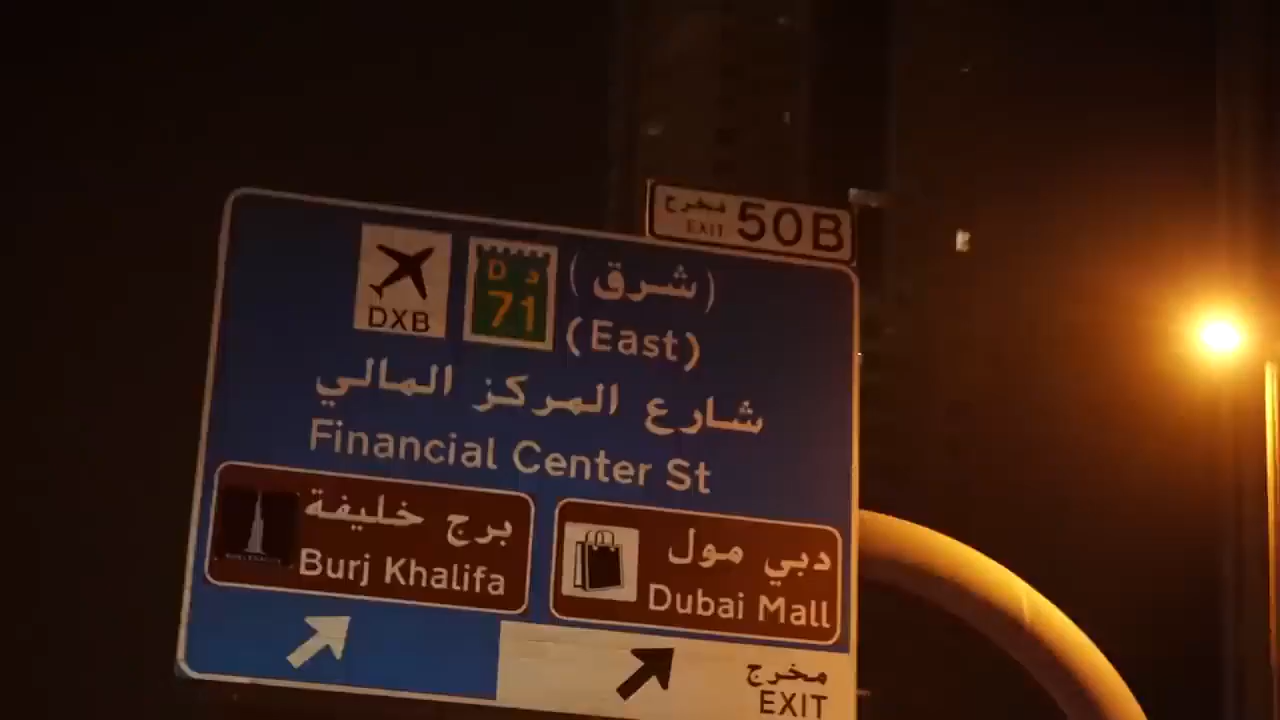 مخرج
EXIT 50B
DXB
D د
71
(شرق)
(East)
شارع المركز المالي
Financial Center St
برج خليفة
Burj Khalifa
دبي مول
Dubai Mall
مخرج
EXIT